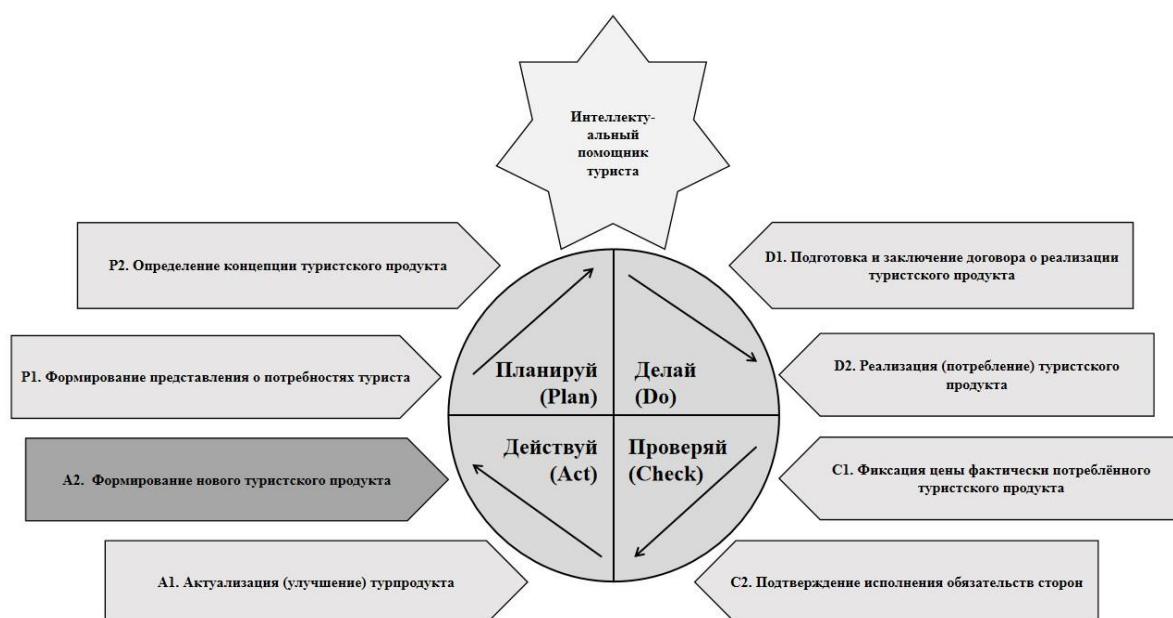 Интеллекту-
альный
помощник
туриста
P2. Определение концепции туристского продукта
D1. Подготовка и заключение договора о реализации
туристского продукта
P1. Формирование представления о потребностях туриста
Планируй
(Plan)
Делай
(Do)
D2. Реализация (потребление) туристского
продукта
A2. Формирование нового туристского продукта
Действуй
(Act)
Проверяй
(Check)
C1. Фиксация цены фактически потреблённого
туристского продукта
A1. Актуализация (улучшение) турпродукта
C2. Подтверждение исполнения обязательств сторон